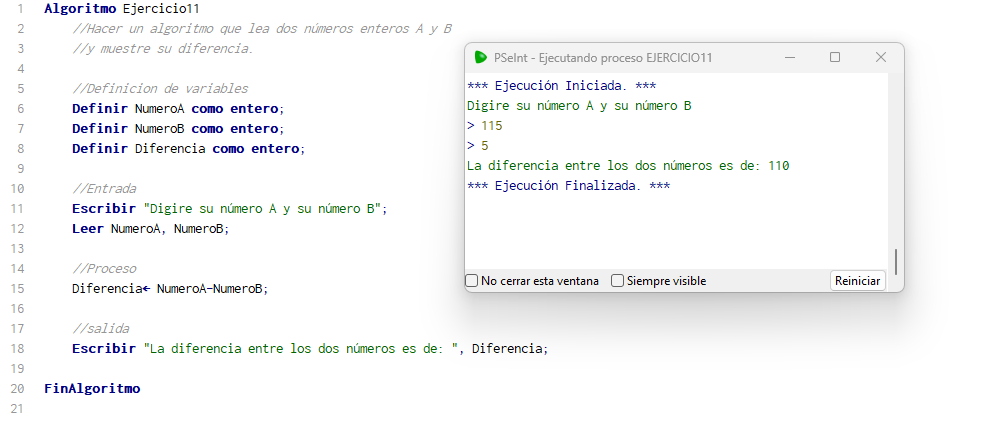 1 Algoritmo Ejercicio11
2 //Hacer un algoritmo que lea dos números enteros A y B
3 //y muestre su diferencia.
4
5 //Definicion de variables
6 Definir NumeroA como entero;
7 Definir NumeroB como entero;
8 Definir Diferencia como entero;
9
10 //Entrada
11 Escribir "Digire su número A y su número B";
12 Leer NumeroA, NumeroB;
13
14 //Proceso
15 Diferencia← NumeroA-NumeroB;
16
17 //salida
18 Escribir "La diferencia entre los dos números es de: ", Diferencia;
19
20 FinAlgoritmo
21
PSeInt - Ejecutando proceso EJERCICIO11
*** Ejecución Iniciada. ***
Digire su número A y su número B
> 115
> 5
La diferencia entre los dos números es de: 110
*** Ejecución Finalizada. ***
No cerrar esta ventana Siempre visible Reiniciar